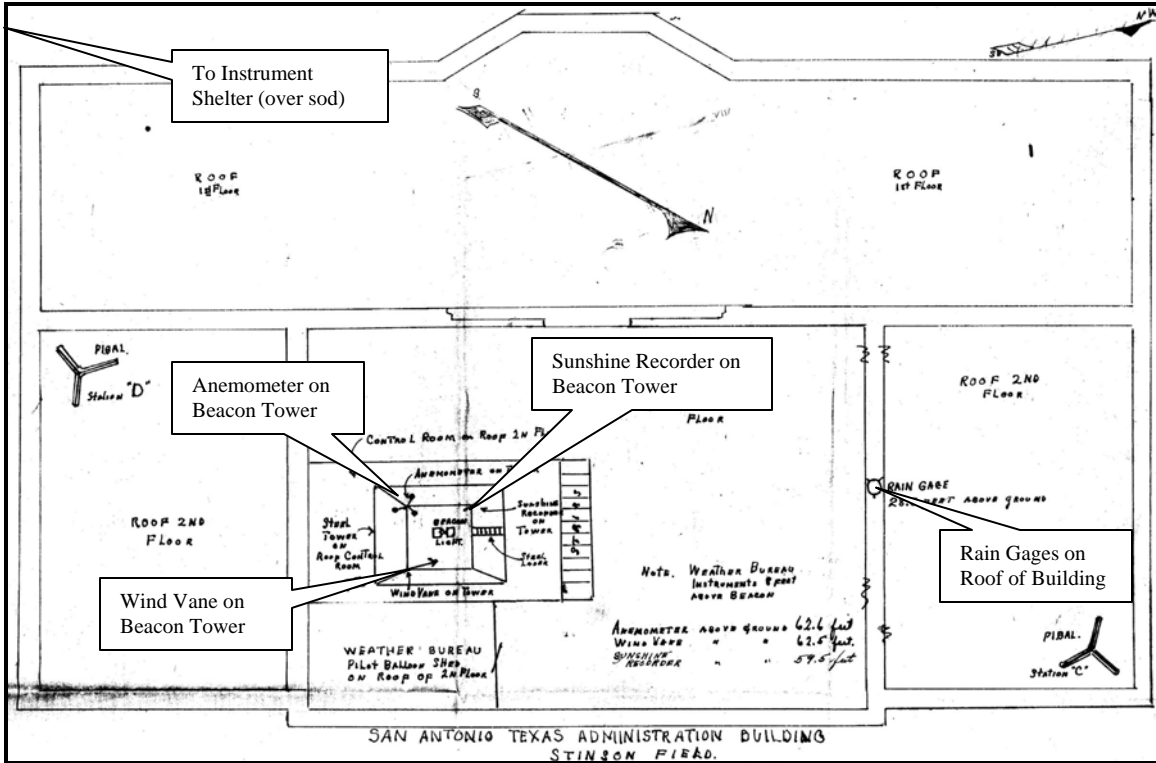 To Instrument
Shelter (over sod)
S.
N
NW
ROOF
1st FLOOR
ROOF
1st FLOOR
PIBAL.
Station "D"
Anemometer on
Beacon Tower
Sunshine Recorder on
Beacon Tower
ROOF 2ND
FLOOR
FLOOR
CONTROL ROOM on ROOF 2N FL
ANEMOMETER ON
SUNSHINE
RECORDER
ON
TOWER
BEACON
LIGHT
STEEL
TOWER
ON
ROOF CONTROL
ROOM
STEEL
STAIRS
WIND VANE ON TOWER
ROOF 2ND
FLOOR
RAIN GAGE
FEET ABOVE GROUND
Rain Gages on
Roof of Building
Wind Vane on
Beacon Tower
NOTE. WEATHER BUREAU
INSTRUMENTS 8 FEET
ABOVE BEACON
ANEMOMETER ABOVE GROUND 62.6 feet
WIND VANE " " 62.5 feet.
SUNSHINE
RECORDER " " 59.5 feet
WEATHER BUREAU
PILOT BALLOON SHED
ON ROOF OF 2N FLOOR
PIBAL.
Station "C"
SAN ANTONIO TEXAS ADMINISTRATION BUILDING
STINSON FIELD.